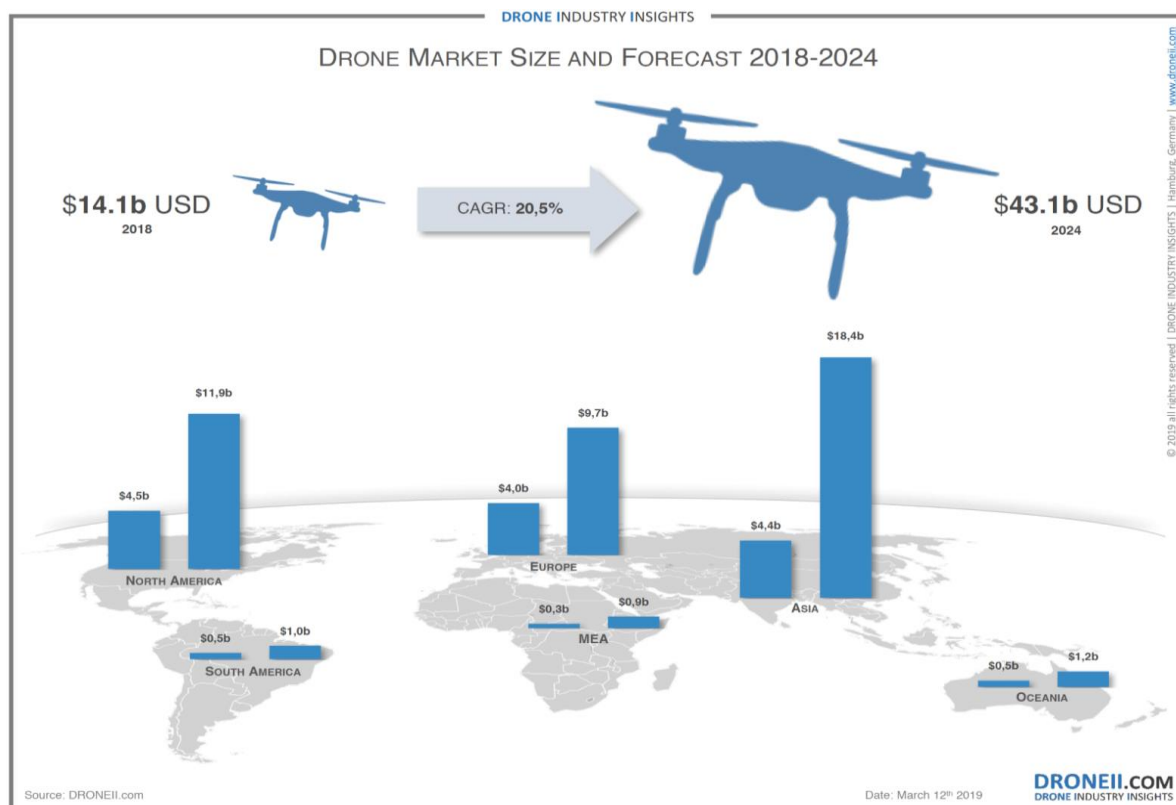 DRONE INDUSTRY INSIGHTS
DRONE MARKET SIZE AND FORECAST 2018-2024
$14.1b USD
2018
CAGR: 20,5%
$43.1b USD
2024
© 2019 all rights reserved | DRONE INDUSTRY INSIGHTS | Hamburg, Germany | www.droneii.com
$4,5b
$11,9b
NORTH AMERICA
$4,0b
$9,7b
EUROPE
$4,4b
$18,4b
ASIA
$0,5b
$1,0b
SOUTH AMERICA
$0,3b
$0,9b
MEA
$0,5b
$1,2b
OCEANIA
Source: DRONEII.com
Date: March 12th 2019
DRONEII.COM
DRONE INDUSTRY INSIGHTS